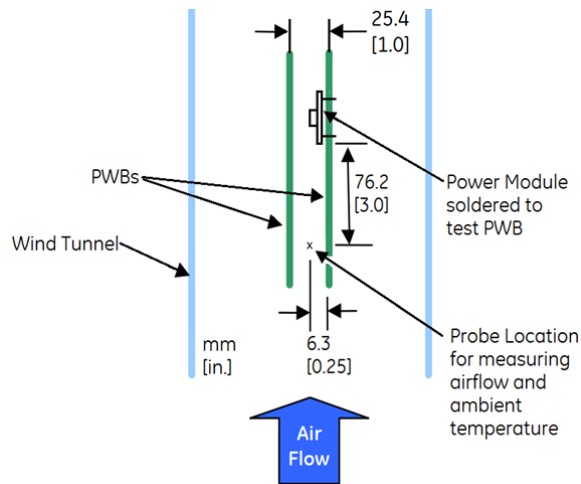 25.4
[1.0]
PWBs
76.2
[3.0]
Power Module
soldered to
test PWB
Wind Tunnel
x
mm
[in.]
6.3
[0.25]
Probe Location
for measuring
airflow and
ambient
temperature
Air
Flow